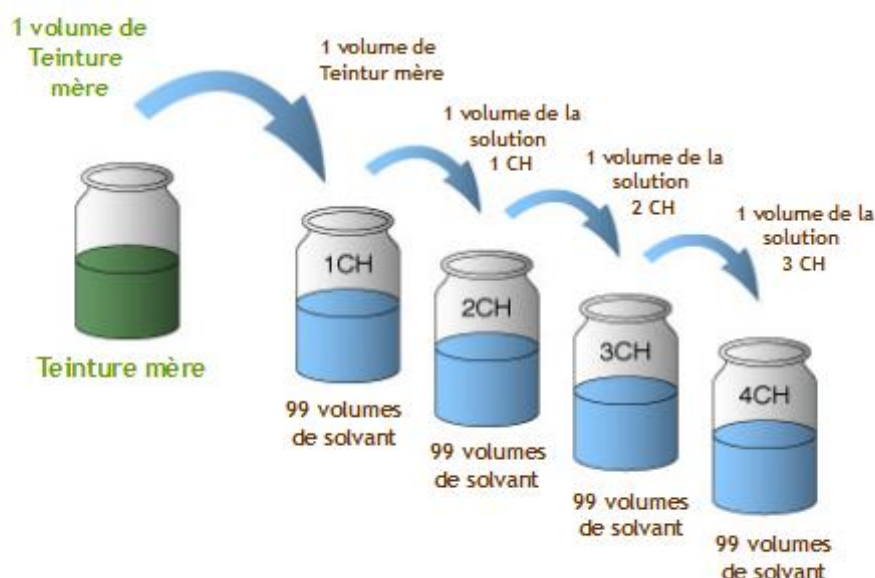 1 volume de
Teinture
mère
1 volume de
Teintur mère
1 volume de la
solution
1 CH
1 volume de la
solution
2 CH
1 volume de la
solution
3 CH
1CH
2CH
3CH
4CH
Teinture mère
99 volumes
de solvant
99 volumes
de solvant
99 volumes
de solvant
99 volumes
de solvant